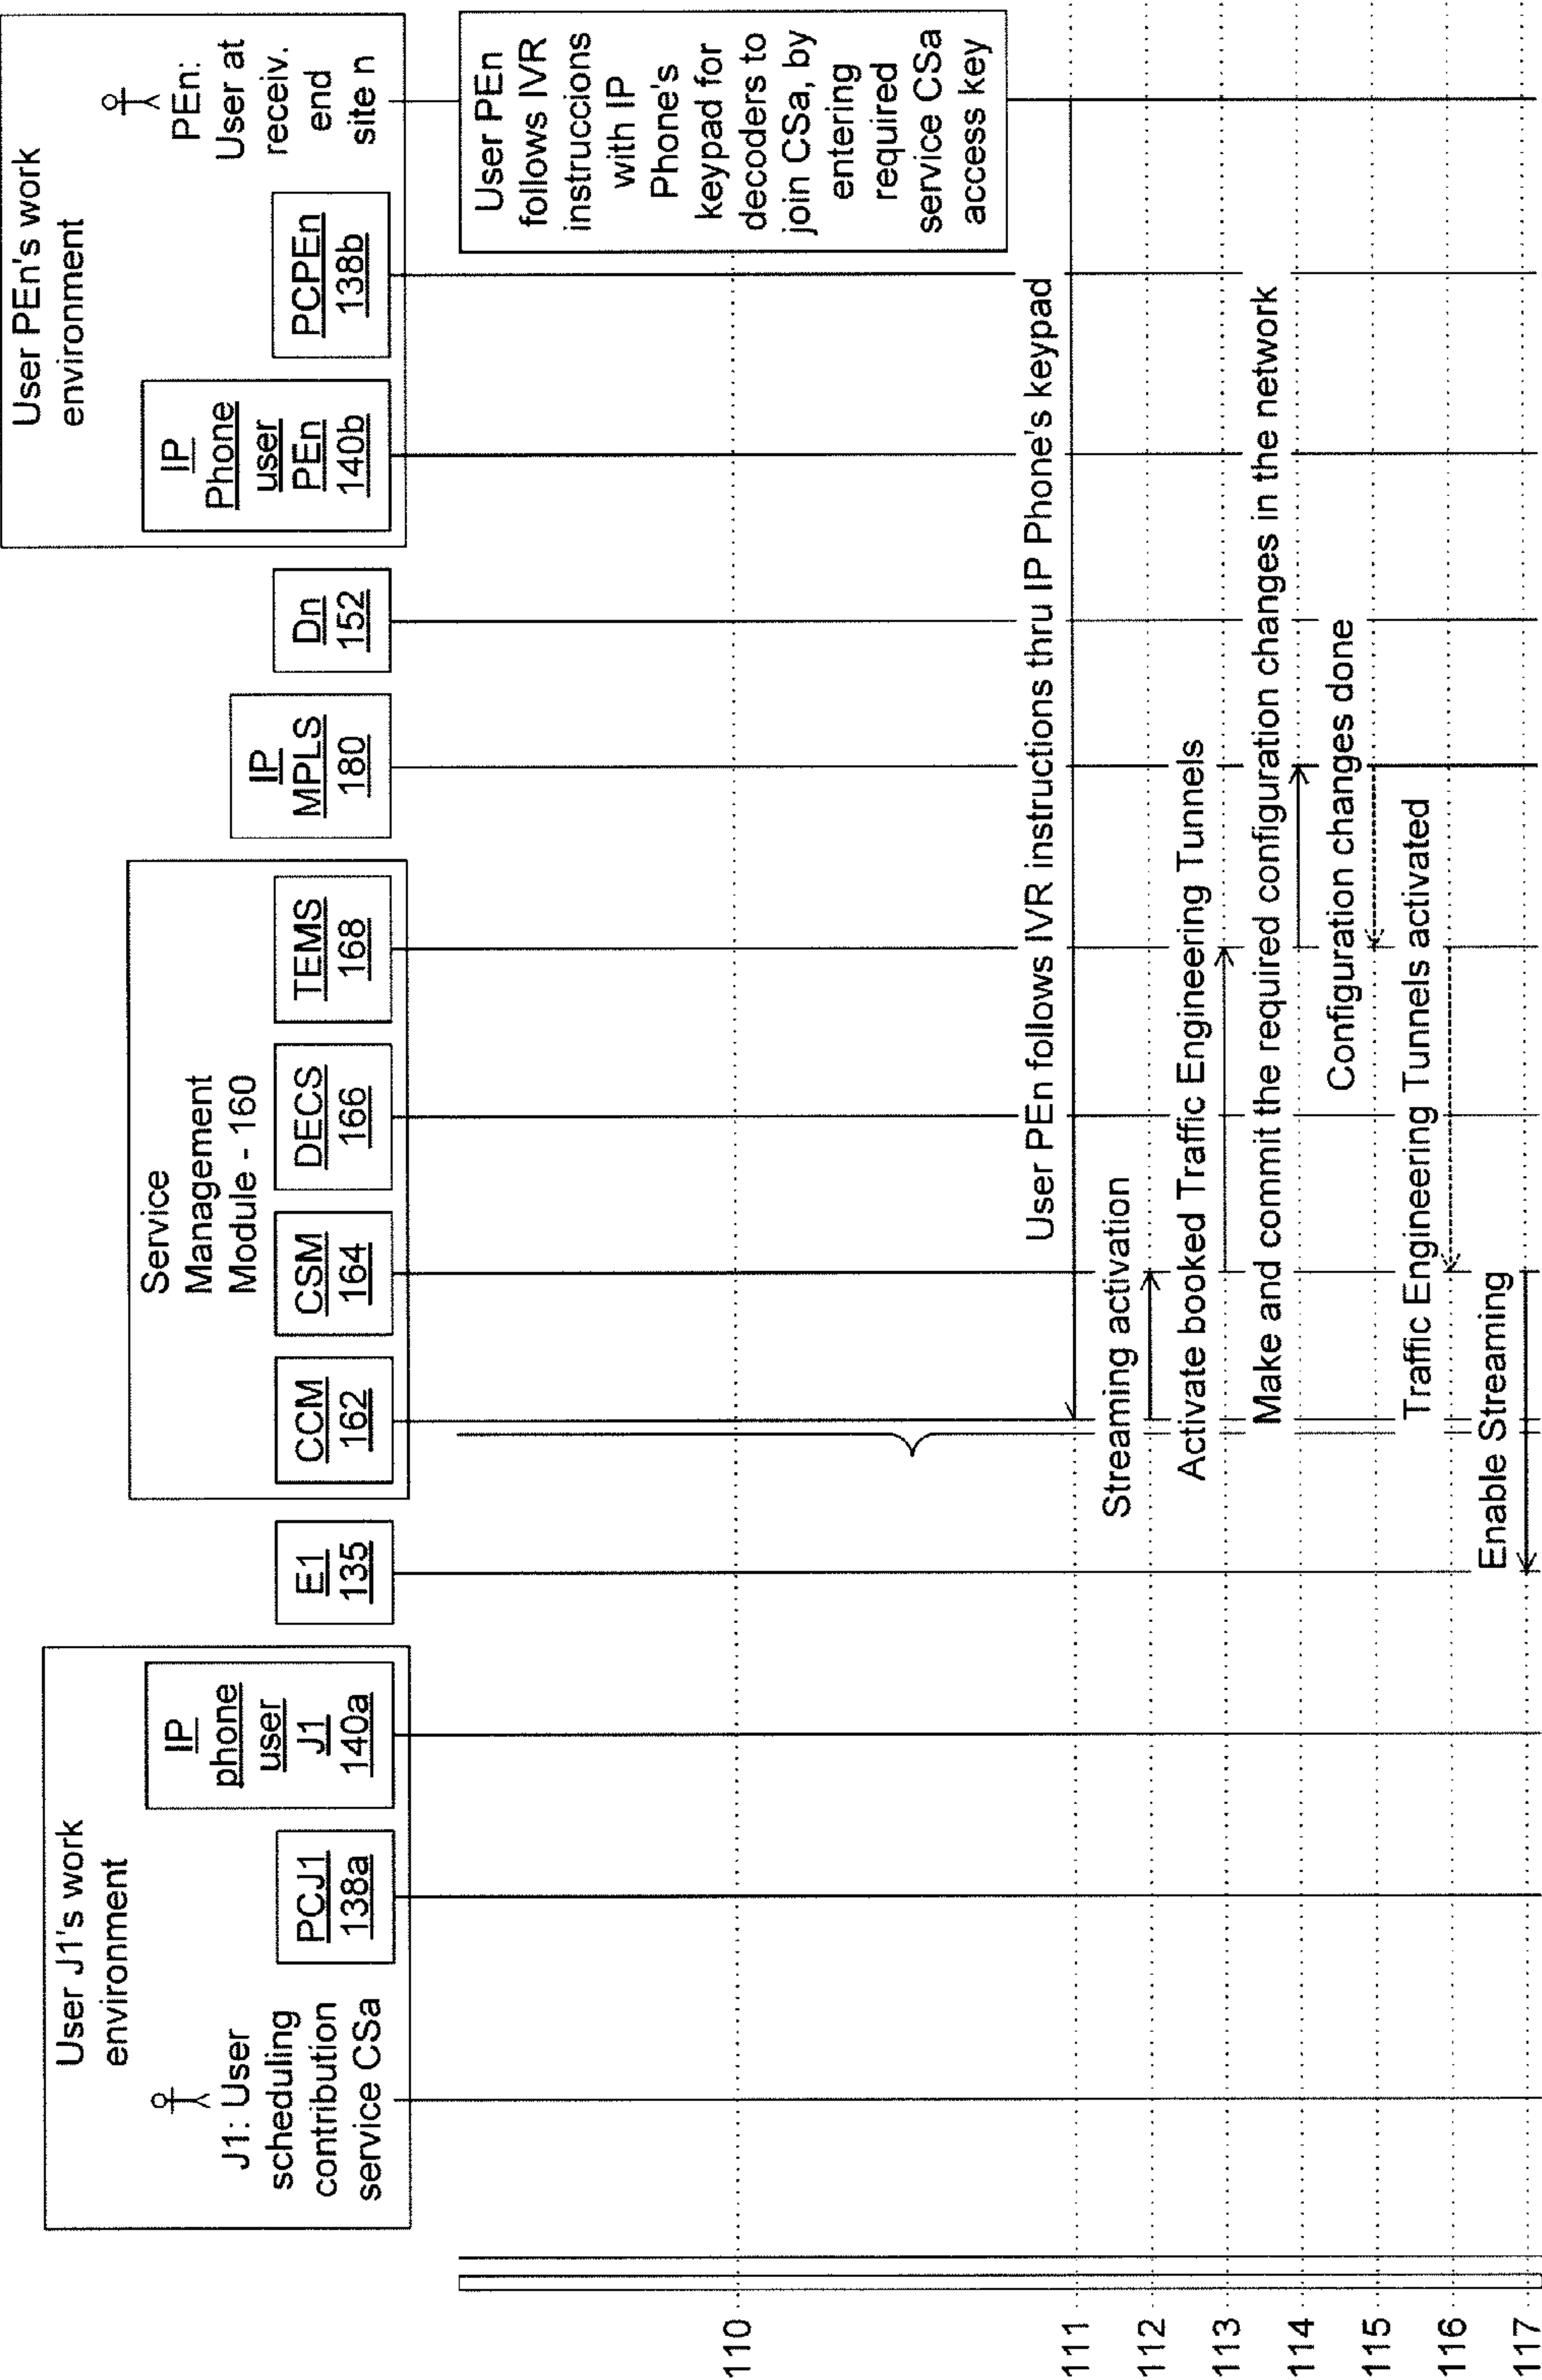 User J1's work
environment
J1: User
scheduling
contribution
service CSa
PCJ1
138a
IP
phone
user
J1
140a
E1
135
Service
Management
Module - 160
CCM
162
CSM
164
DECS
166
TEMS
168
IP
MPLS
180
Dn
152
User PEn's work
environment
IP
Phone
user
PEn
140b
PCPEn
138b
PEn:
User at
receiv.
end
site n
User PEn
follows IVR
instruccions
with IP
Phone's
keypad for
decoders to
join CSa, by
entering
required
service CSa
access key
110
User PEn follows IVR instructions thru IP Phone's keypad
111
Streaming activation
112
Activate booked Traffic Engineering Tunnels
113
Make and commit the required configuration changes in the network
114
Configuration changes done
115
Traffic Engineering Tunnels activated
116
Enable Streaming
117